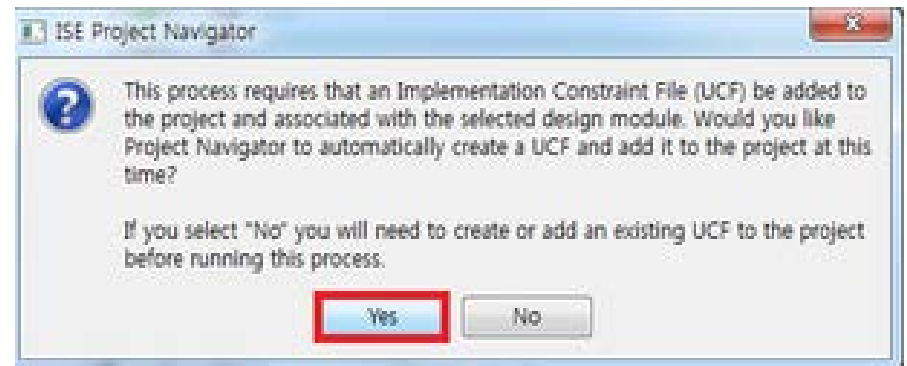 ISE Project Navigator
This process requires that an Implementation Constraint File (UCF) be added to
the project and associated with the selected design module. Would you like
Project Navigator to automatically create a UCF and add it to the project at this
time?
If you select "No" you will need to create or add an existing UCF to the project
before running this process.
Yes
No